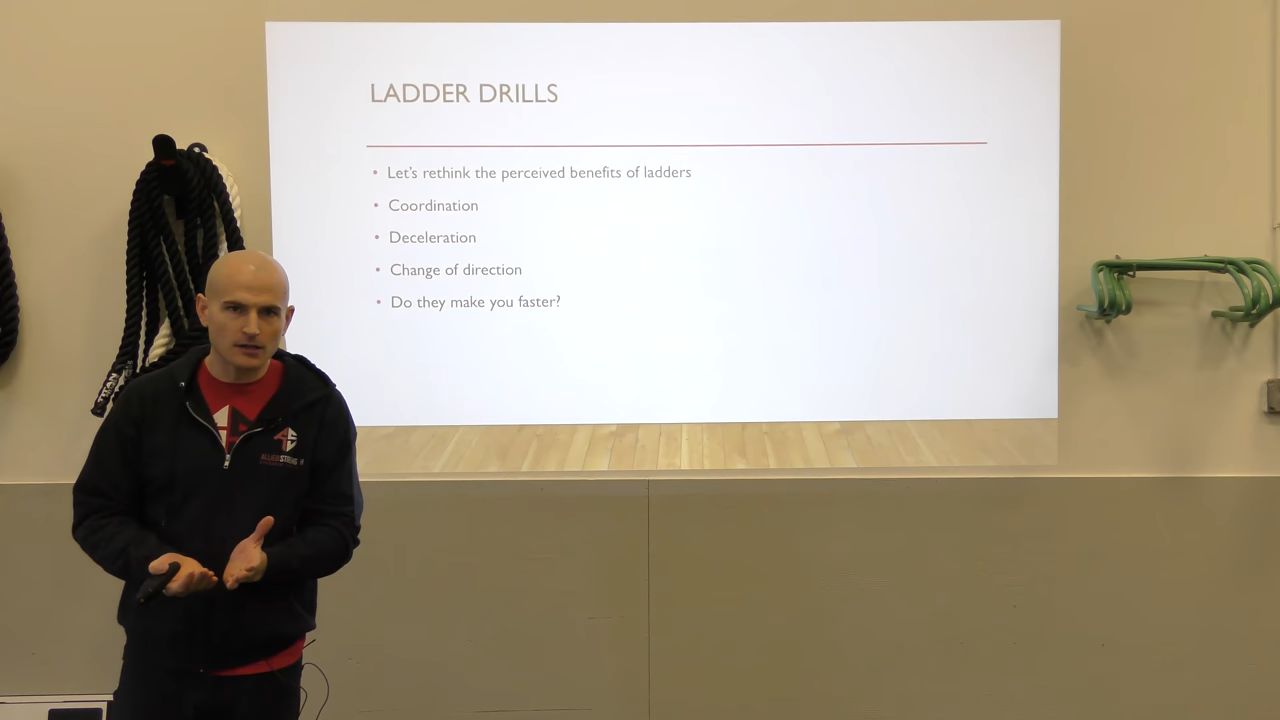 LADDER DRILLS
• Let's rethink the perceived benefits of ladders
• Coordination
• Deceleration
• Change of direction
• Do they make you faster?
TITAN